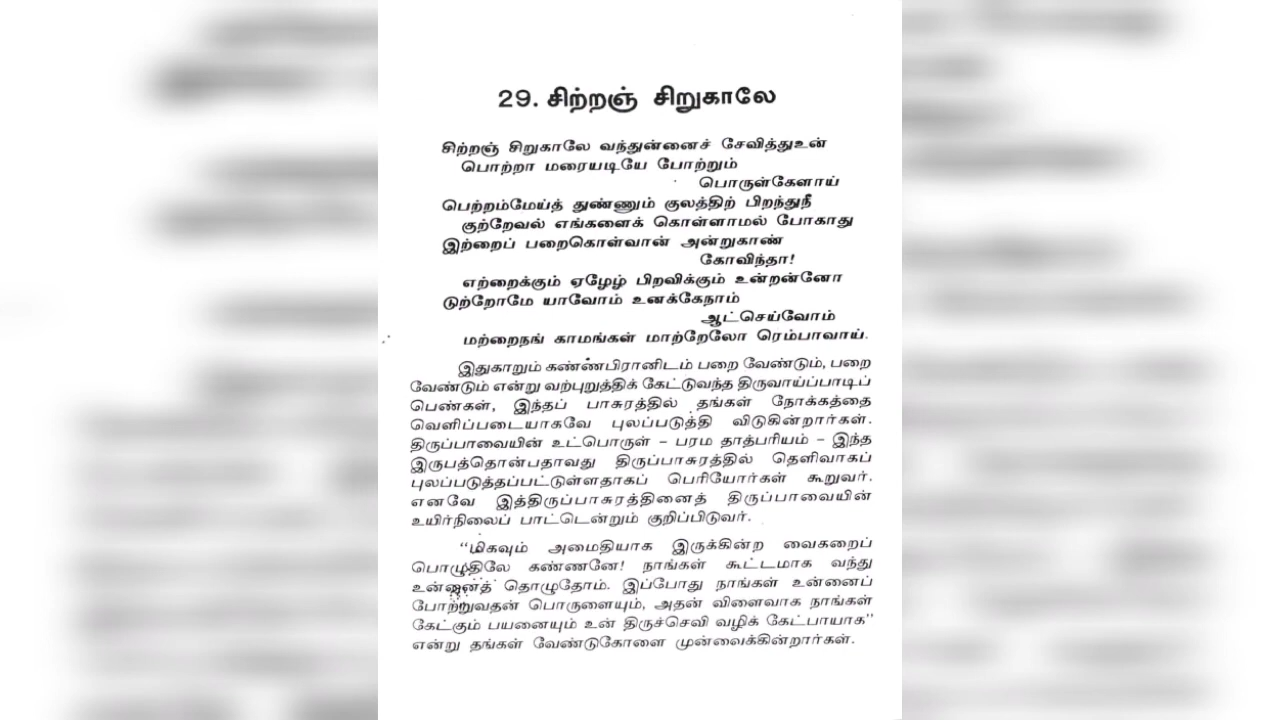 29. சிற்றஞ் சிறுகாலே
சிற்றஞ் சிறுகாலே வந்துன்னைச் சேவித்துஉன்
பொற்றா மரையடியே போற்றும்
பொருள்கேளாய்
பெற்றம்மேய்த் துண்ணும் குலத்திற் பிறந்துநீ
குற்றேவல் எங்களைக் கொள்ளாமல் போகாது
இற்றைப் பறைகொள்வான் அன்றுகாண்
கோவிந்தா!
எற்றைக்கும் ஏழேழ் பிறவிக்கும் உன்றன்னோ
டுற்றோமே யாவோம் உனக்கேநாம்
ஆட்செய்வோம்
மற்றைநங் காமங்கள் மாற்றேலோ ரெம்பாவாய்.
இதுகாறும் கண்ணபிரானிடம் பறை வேண்டும், பறை
வேண்டும் என்று வற்புறுத்திக் கேட்டுவந்த திருவாய்ப்பாடிப்
பெண்கள், இந்தப் பாசுரத்தில் தங்கள் நோக்கத்தை
வெளிப்படையாகவே புலப்படுத்தி விடுகின்றார்கள்.
திருப்பாவையின் உட்பொருள் – பரம தாத்பரியம் – இந்த
இருபத்தொன்பதாவது திருப்பாசுரத்தில் தெளிவாகப்
புலப்படுத்தப்பட்டுள்ளதாகப் பெரியோர்கள் கூறுவர்.
எனவே இத்திருப்பாசுரத்தினைத் திருப்பாவையின்
உயிர்நிலைப் பாட்டென்றும் குறிப்பிடுவர்.
“மிகவும் அமைதியாக இருக்கின்ற வைகறைப்
பொழுதிலே கண்ணனே! நாங்கள் கூட்டமாக வந்து
உன்னைத் தொழுதோம். இப்போது நாங்கள் உன்னைப்
போற்றுவதன் பொருளையும், அதன் விளைவாக நாங்கள்
கேட்கும் பயனையும் உன் திருச்செவி வழிக் கேட்பாயாக”
என்று தங்கள் வேண்டுகோளை முன்வைக்கின்றார்கள்.